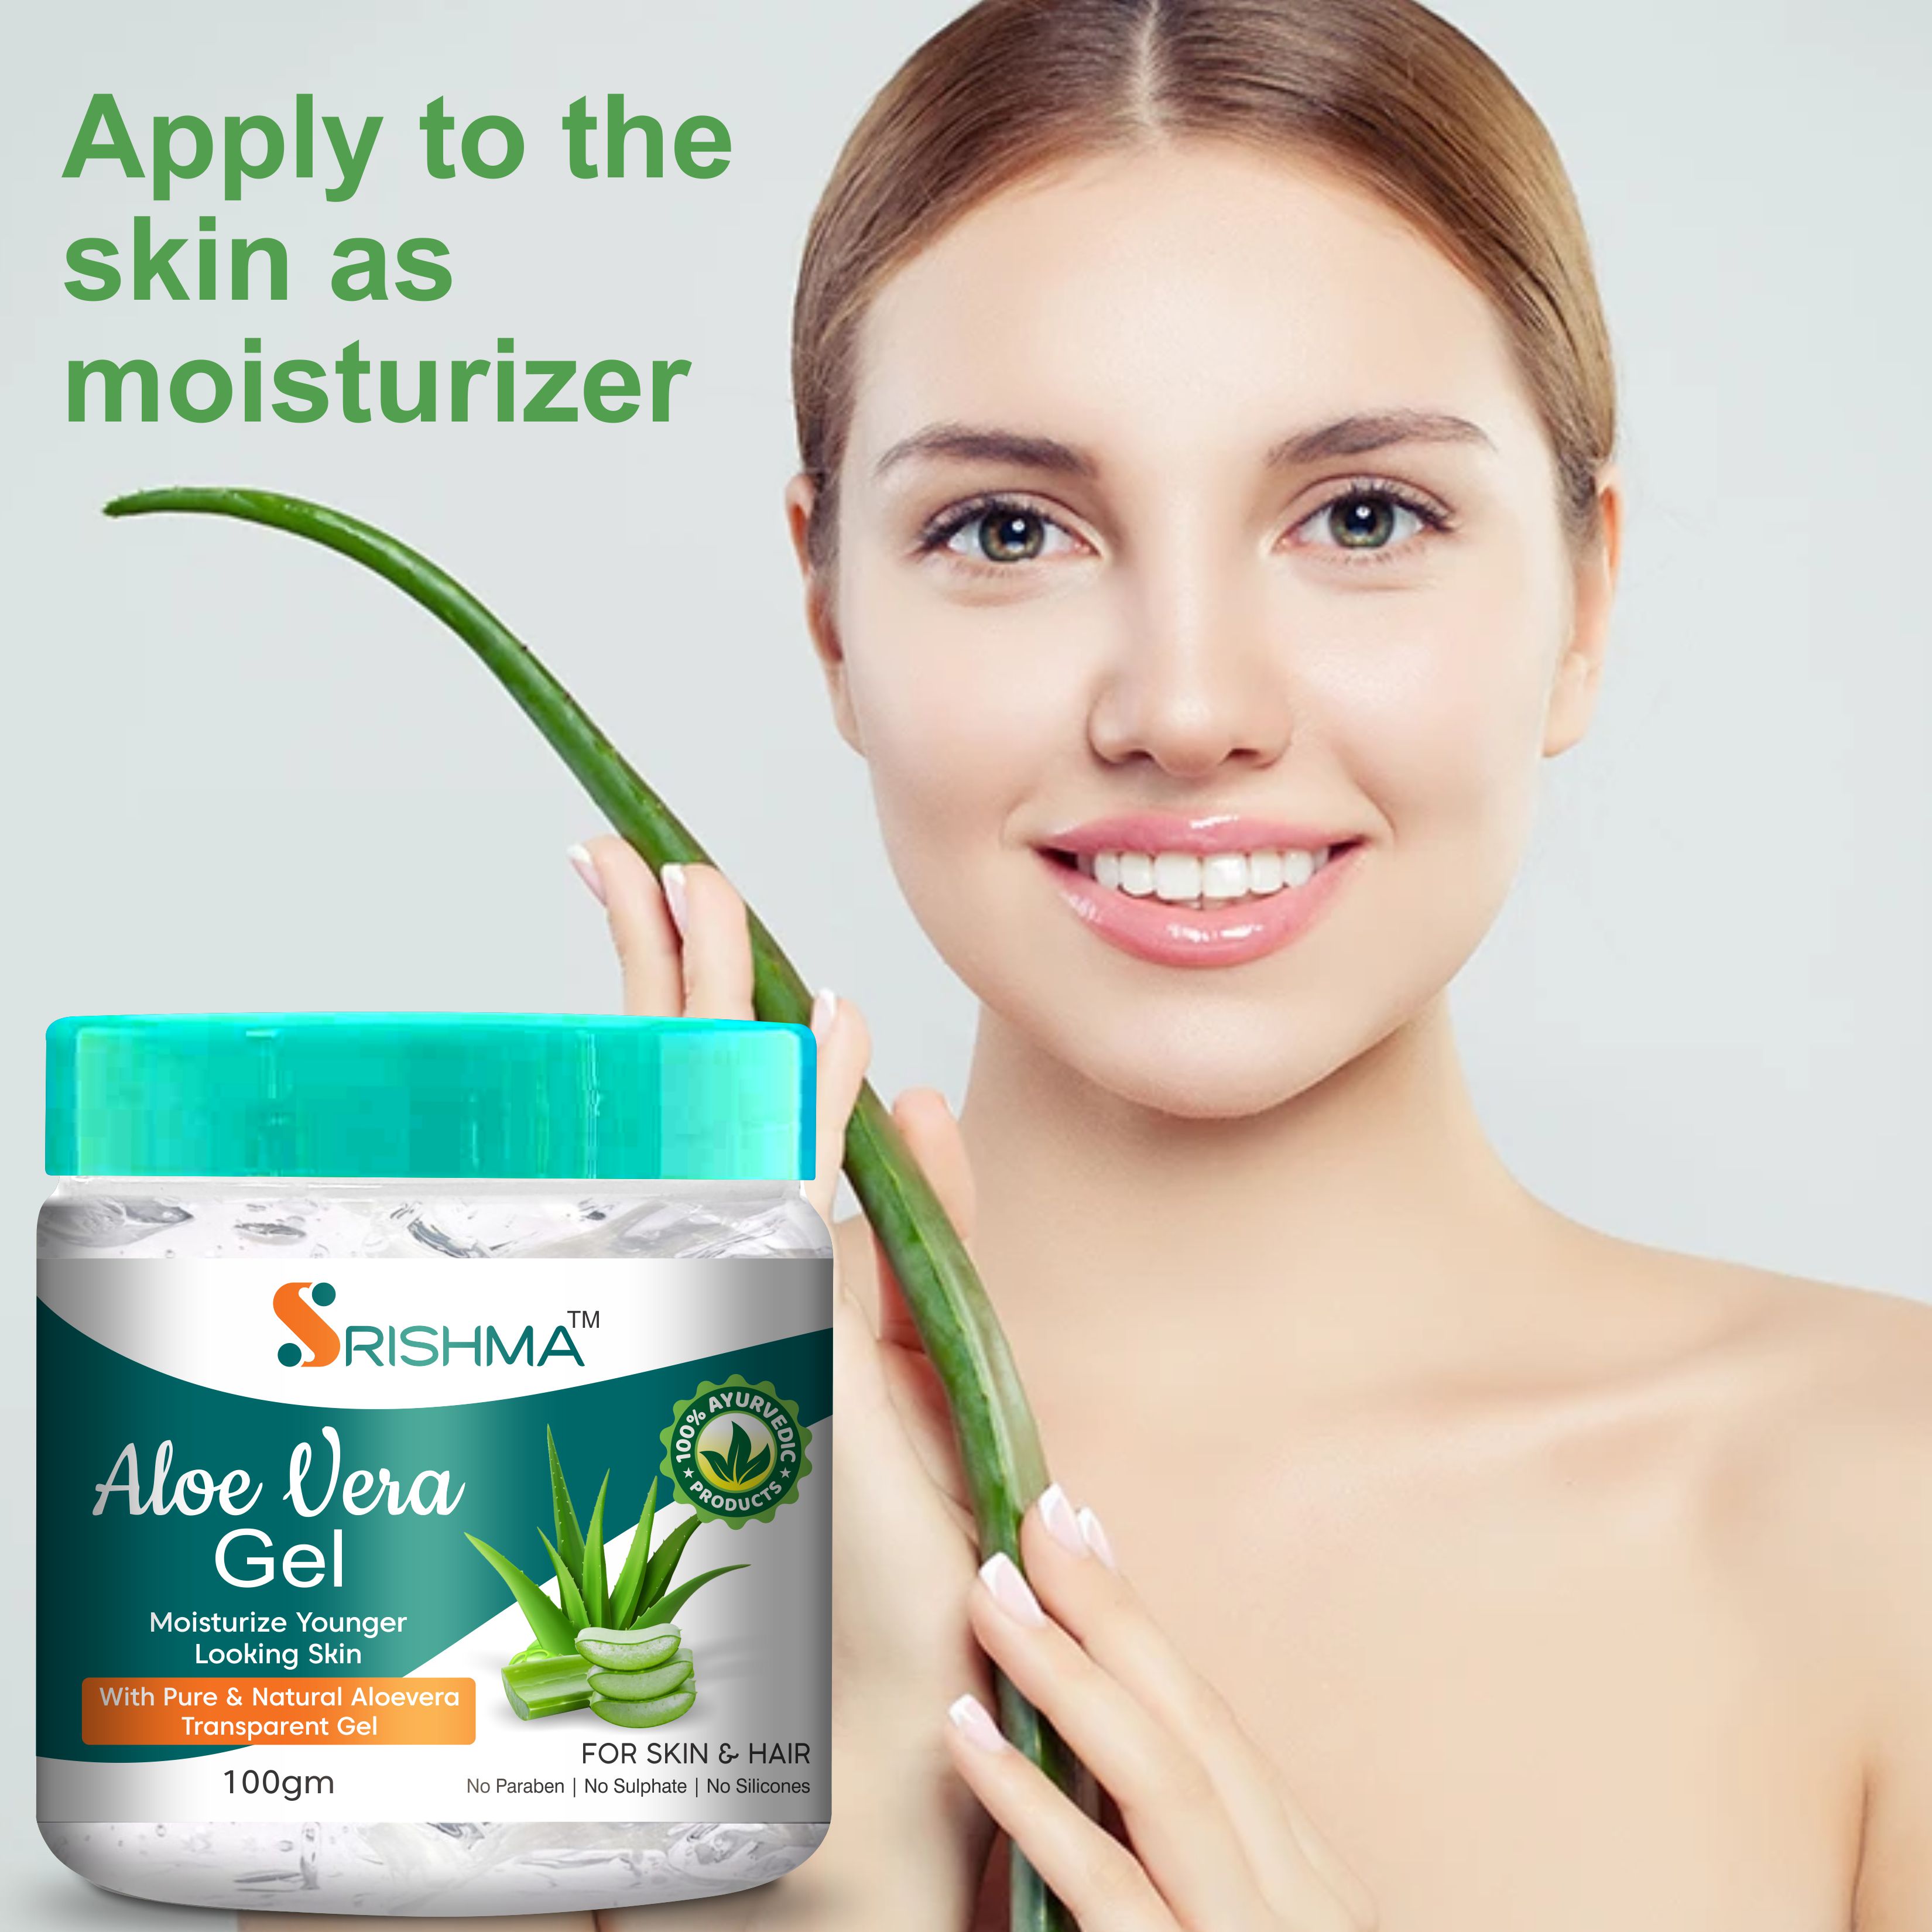 Apply to the
skin as
moisturizer
SRISHMA™
Aloe Vera
Gel
100% AYURVEDIC
PRODUCTS
Moisturize Younger
Looking Skin
With Pure & Natural Aloevera
Transparent Gel
100gm
FOR SKIN & HAIR
No Paraben | No Sulphate | No Silicones